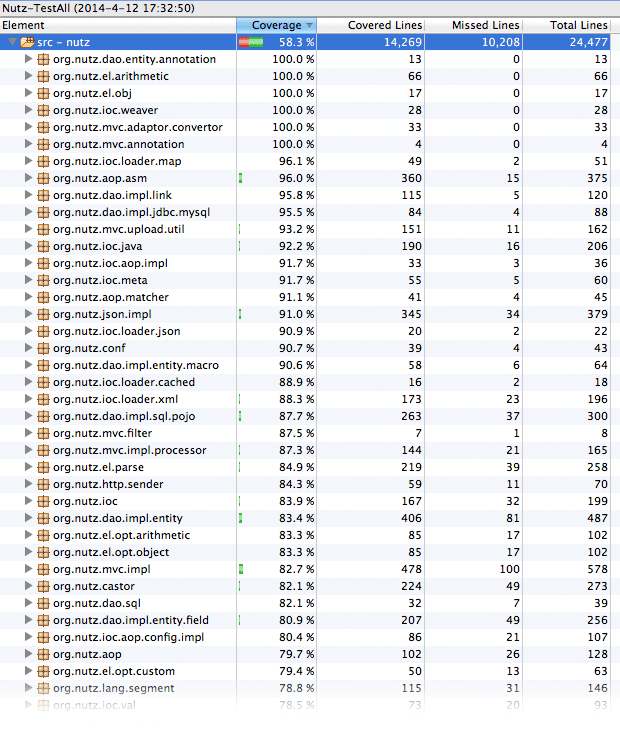 Nutz-TestAll (2014-4-12 17:32:50)
Element Coverage Covered Lines Missed Lines Total Lines
src - nutz 58.3 % 14,269 10,208 24,477
org.nutz.dao.entity.annotation 100.0 % 13 0 13
org.nutz.el.arithmetic 100.0 % 66 0 66
org.nutz.el.obj 100.0 % 17 0 17
org.nutz.ioc.weaver 100.0 % 28 0 28
org.nutz.mvc.adaptor.convertor 100.0 % 33 0 33
org.nutz.mvc.annotation 100.0 % 4 0 4
org.nutz.ioc.loader.map 96.1 % 49 2 51
org.nutz.aop.asm 96.0 % 360 15 375
org.nutz.dao.impl.link 95.8 % 115 5 120
org.nutz.dao.impl.jdbc.mysql 95.5 % 84 4 88
org.nutz.mvc.upload.util 93.2 % 151 11 162
org.nutz.ioc.java 92.2 % 190 16 206
org.nutz.ioc.aop.impl 91.7 % 33 3 36
org.nutz.ioc.meta 91.7 % 55 5 60
org.nutz.aop.matcher 91.1 % 41 4 45
org.nutz.json.impl 91.0 % 345 34 379
org.nutz.ioc.loader.json 90.9 % 20 2 22
org.nutz.conf 90.7 % 39 4 43
org.nutz.dao.impl.entity.macro 90.6 % 58 6 64
org.nutz.ioc.loader.cached 88.9 % 16 2 18
org.nutz.ioc.loader.xml 88.3 % 173 23 196
org.nutz.dao.impl.sql.pojo 87.7 % 263 37 300
org.nutz.mvc.filter 87.5 % 7 1 8
org.nutz.mvc.impl.processor 87.3 % 144 21 165
org.nutz.el.parse 84.9 % 219 39 258
org.nutz.http.sender 84.3 % 59 11 70
org.nutz.ioc 83.9 % 167 32 199
org.nutz.dao.impl.entity 83.4 % 406 81 487
org.nutz.el.opt.arithmetic 83.3 % 85 17 102
org.nutz.el.opt.object 83.3 % 85 17 102
org.nutz.mvc.impl 82.7 % 478 100 578
org.nutz.castor 82.1 % 224 49 273
org.nutz.dao.sql 82.1 % 32 7 39
org.nutz.dao.impl.entity.field 80.9 % 207 49 256
org.nutz.ioc.aop.config.impl 80.4 % 86 21 107
org.nutz.aop 79.7 % 102 26 128
org.nutz.el.opt.custom 79.4 % 50 13 63
org.nutz.lang.segment 78.8 % 115 31 146
org.nutz.ioc.val 78.5 % 73 20 93